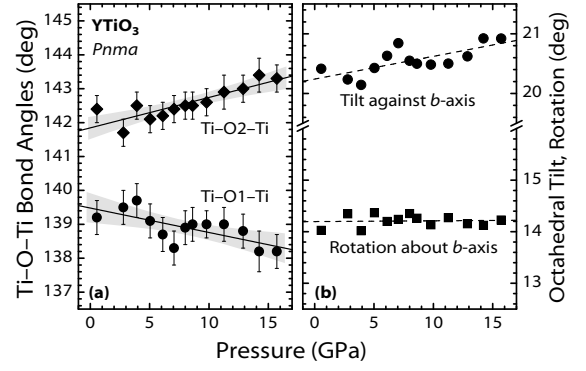 YTiO3
Pnma
Ti–O2–Ti
Ti–O1–Ti
(a)
Tilt against b-axis
Rotation about b-axis
(b)
144
143
142
141
140
139
138
137
21
20
15
14
13
0 5 10 15
0 5 10 15
Ti–O–Ti Bond Angles (deg)
Octahedral Tilt, Rotation (deg)
Pressure (GPa)